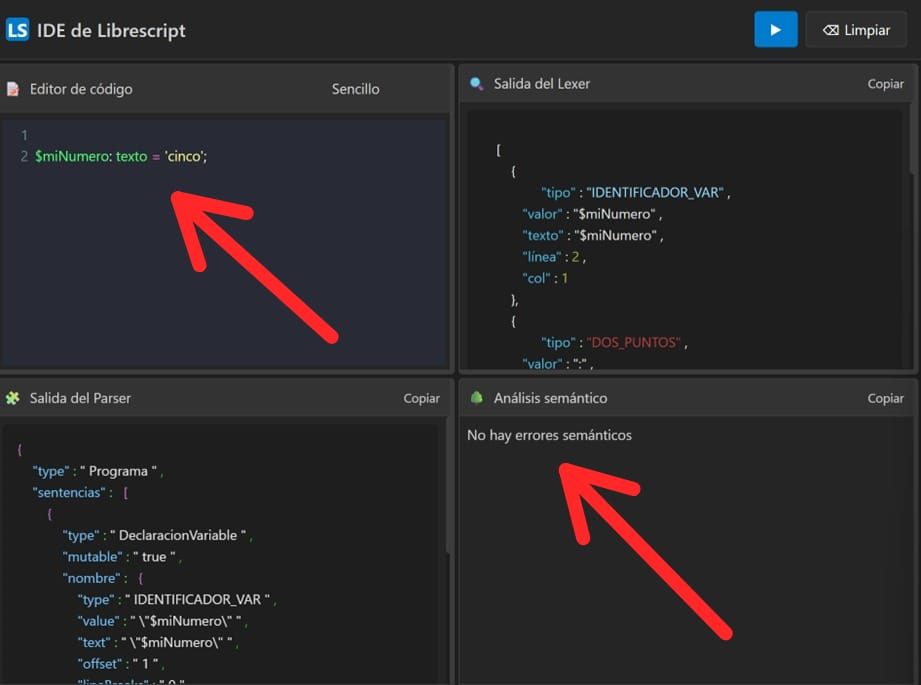 LS IDE de Librescript
Limpiar
Editor de código
Sencillo
1
2 $miNumero: texto = 'cinco';
Salida del Lexer
Copiar
[
{
"tipo" : "IDENTIFICADOR_VAR" ,
"valor" : "$miNumero" ,
"texto" : "$miNumero" ,
"línea" : 2 ,
"col" : 1
},
{
"tipo" : "DOS_PUNTOS" ,
"valor" : ":" ,
Salida del Parser
Copiar
{
"type" : " Programa " ,
"sentencias" : [
{
"type" : " DeclaracionVariable " ,
"mutable" : " true " ,
"nombre" : {
"type" : " IDENTIFICADOR_VAR " ,
"value" : " \"$miNumero\" " ,
"text" : " \"$miNumero\" " ,
"offset" : " 1 " ,
"lineBreaks" : " 0 "
Análisis semántico
Copiar
No hay errores semánticos